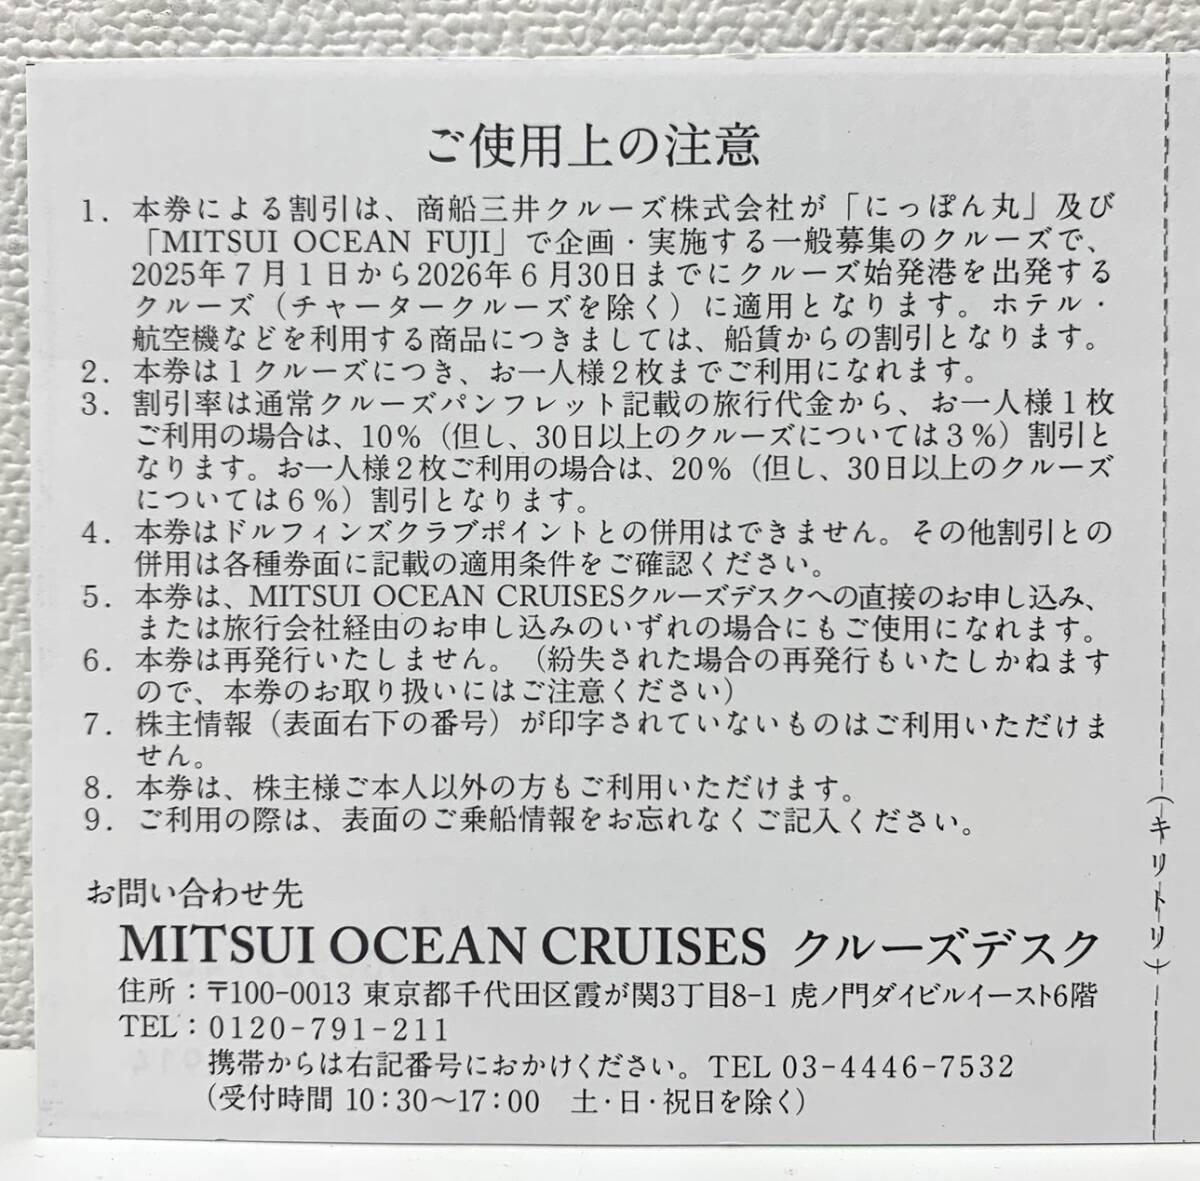 ご使用上の注意
1．本券による割引は、商船三井クルーズ株式会社が「にっぽん丸」及び
「MITSUI OCEAN FUJI」で企画・実施する一般募集のクルーズで、
2025年７月１日から2026年６月30日までにクルーズ始発港を出発する
クルーズ（チャータークルーズを除く）に適用となります。ホテル・
航空機などを利用する商品につきましては、船賃からの割引となります。
2．本券は１クルーズにつき、お一人様２枚までご利用になれます。
3．割引率は通常クルーズパンフレット記載の旅行代金から、お一人様１枚
ご利用の場合は、10％（但し、30日以上のクルーズについては３％）割引と
なります。お一人様２枚ご利用の場合は、20％（但し、30日以上のクルーズ
については６％）割引となります。
4．本券はドルフィンズクラブポイントとの併用はできません。その他割引との
併用は各種券面に記載の適用条件をご確認ください。
5．本券は、MITSUI OCEAN CRUISESクルーズデスクへの直接のお申し込み、
または旅行会社経由のお申し込みのいずれの場合にもご使用になれます。
6．本券は再発行いたしません。（紛失された場合の再発行もいたしかねます
ので、本券のお取り扱いにはご注意ください）
7．株主情報（表面右下の番号）が印字されていないものはご利用いただけま
せん。
8．本券は、株主様ご本人以外の方もご利用いただけます。
9．ご利用の際は、表面のご乗船情報をお忘れなくご記入ください。
（キリトリ）
お問い合わせ先
MITSUI OCEAN CRUISES クルーズデスク
住所：〒100-0013 東京都千代田区霞が関3丁目8-1 虎ノ門ダイビルイースト6階
TEL：0120-791-211
携帯からは右記番号におかけください。TEL 03-4446-7532
（受付時間 10：30〜17：00　土・日・祝日を除く）